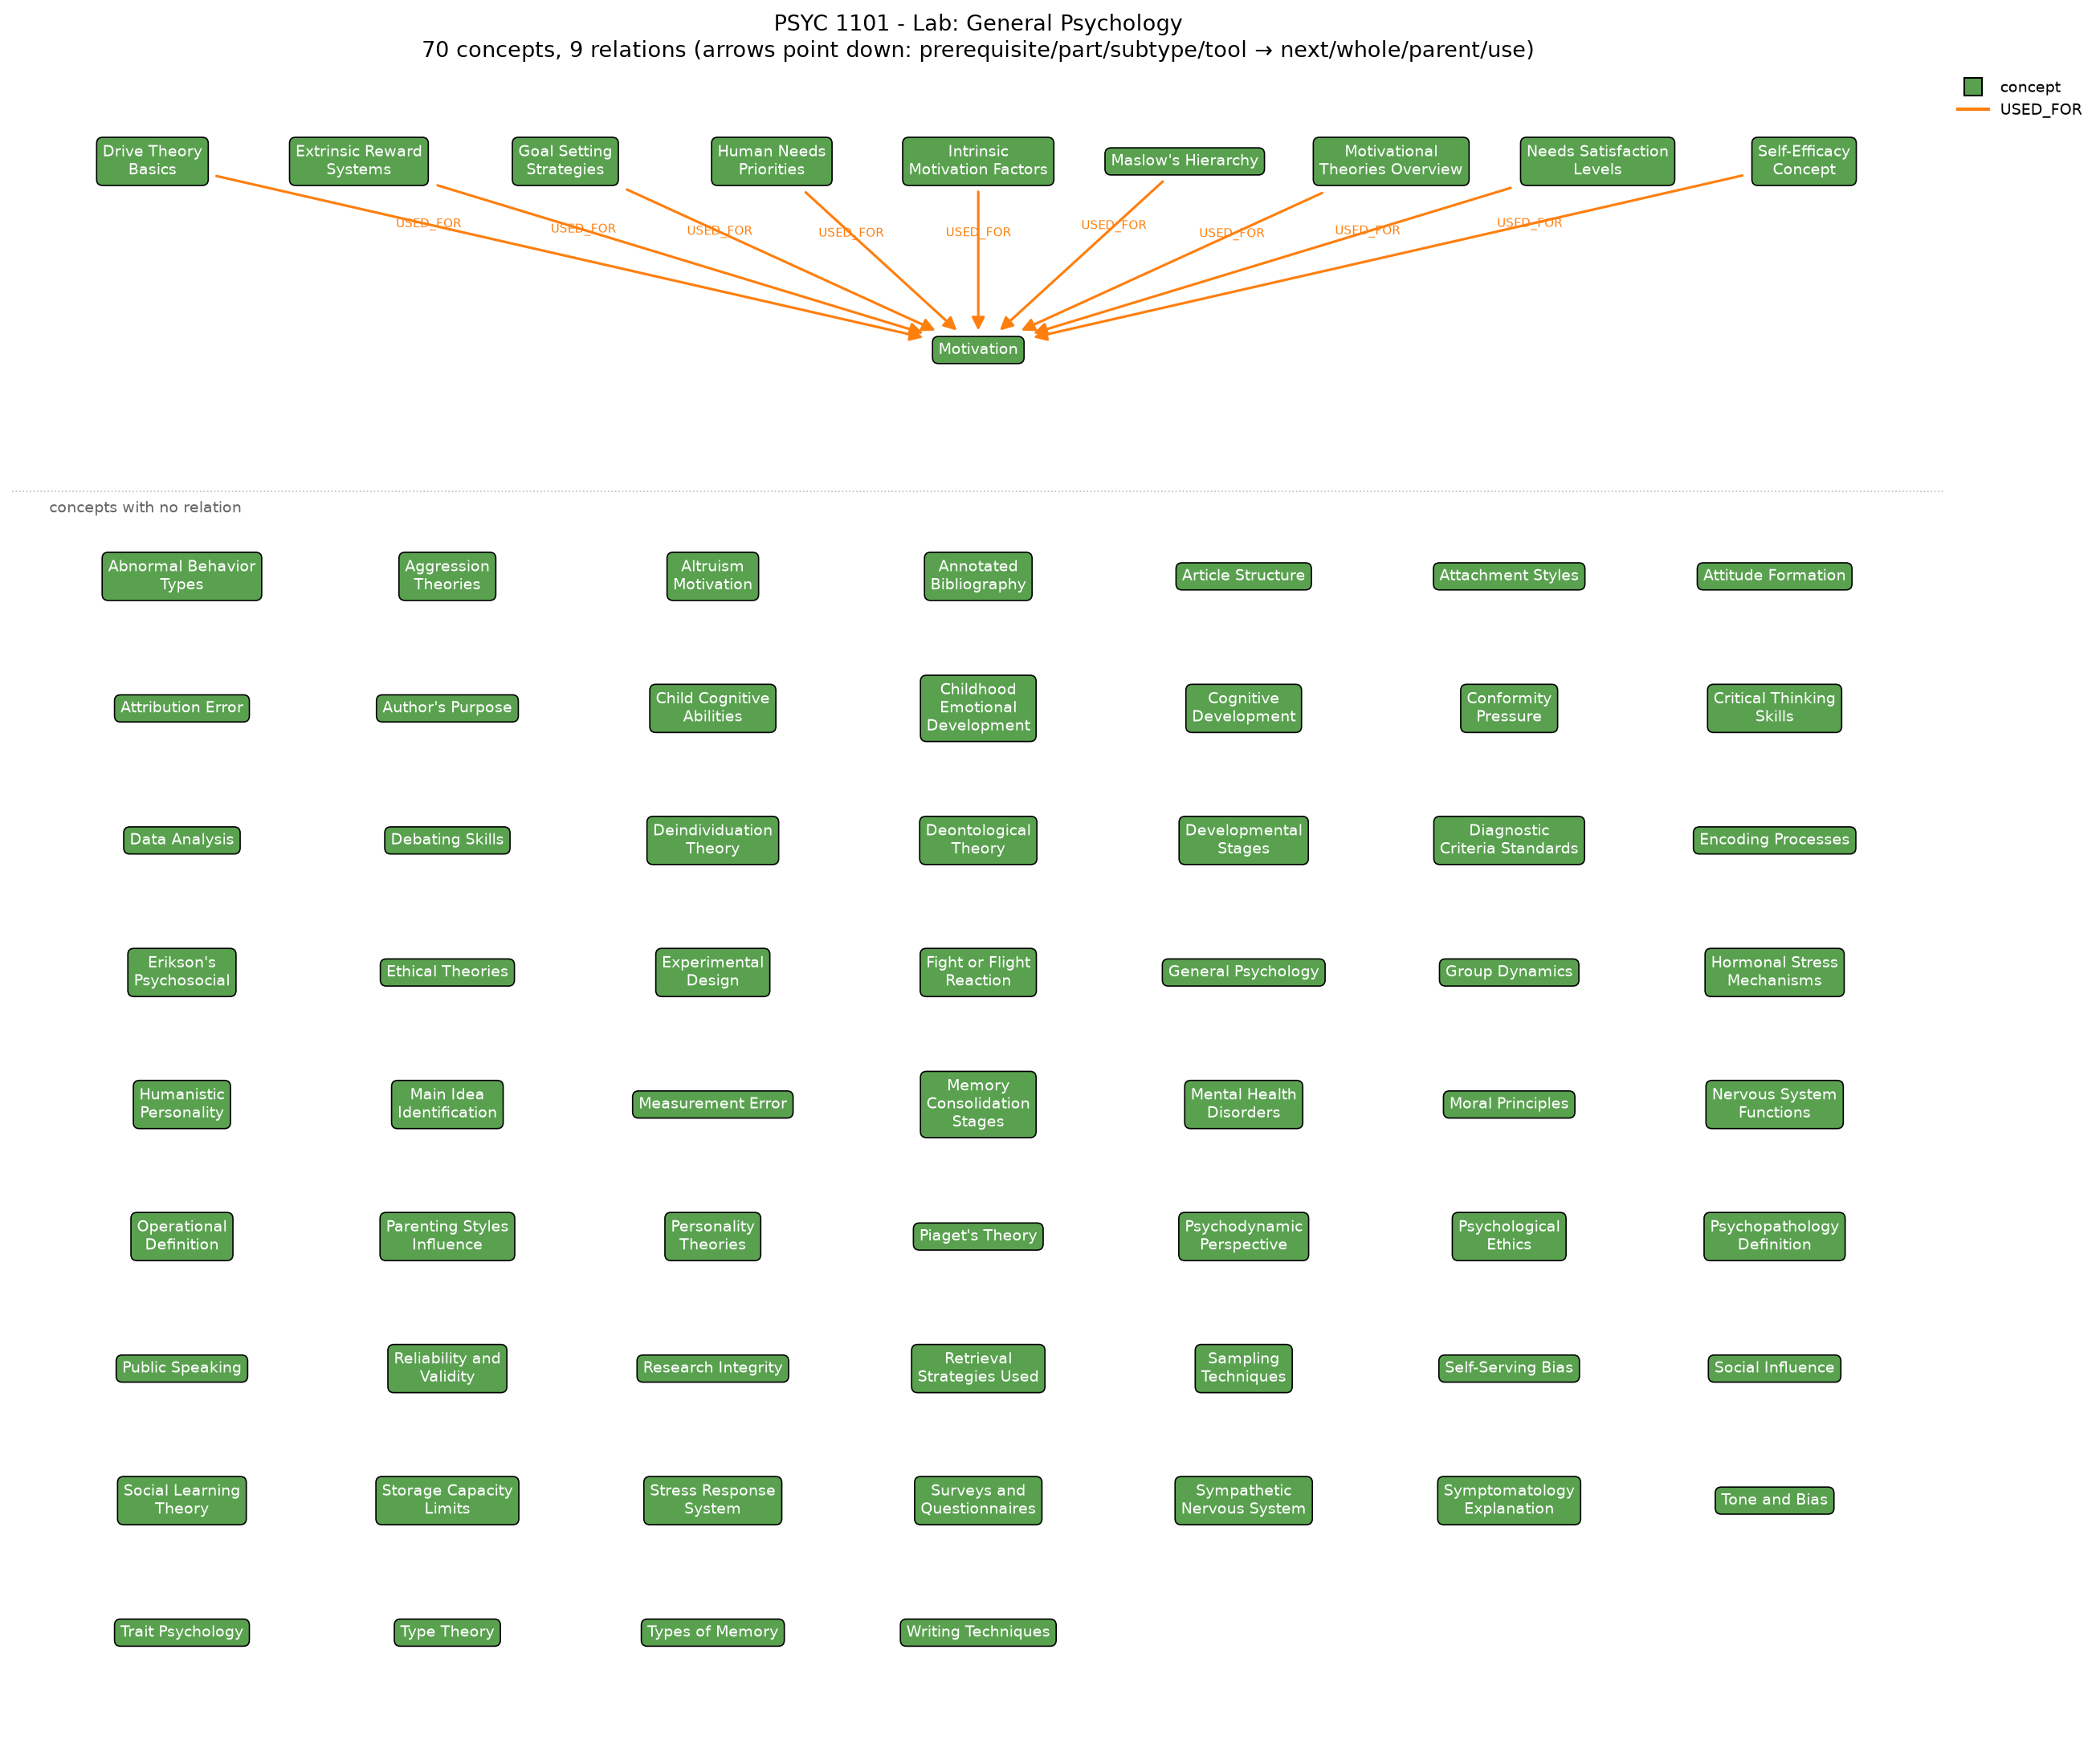 PSYC 1101 - Lab: General Psychology
70 concepts, 9 relations (arrows point down: prerequisite/part/subtype/tool → next/whole/parent/use)
concept
USED_FOR
Drive Theory
Basics
Extrinsic Reward
Systems
Goal Setting
Strategies
Human Needs
Priorities
Intrinsic
Motivation Factors
Maslow's Hierarchy
Motivational
Theories Overview
Needs Satisfaction
Levels
Self-Efficacy
Concept
USED_FOR
USED_FOR
USED_FOR
USED_FOR
USED_FOR
USED_FOR
USED_FOR
USED_FOR
USED_FOR
Motivation
concepts with no relation
Abnormal Behavior
Types
Aggression
Theories
Altruism
Motivation
Annotated
Bibliography
Article Structure
Attachment Styles
Attitude Formation
Attribution Error
Author's Purpose
Child Cognitive
Abilities
Childhood
Emotional
Development
Cognitive
Development
Conformity
Pressure
Critical Thinking
Skills
Data Analysis
Debating Skills
Deindividuation
Theory
Deontological
Theory
Developmental
Stages
Diagnostic
Criteria Standards
Encoding Processes
Erikson's
Psychosocial
Ethical Theories
Experimental
Design
Fight or Flight
Reaction
General Psychology
Group Dynamics
Hormonal Stress
Mechanisms
Humanistic
Personality
Main Idea
Identification
Measurement Error
Memory
Consolidation
Stages
Mental Health
Disorders
Moral Principles
Nervous System
Functions
Operational
Definition
Parenting Styles
Influence
Personality
Theories
Piaget's Theory
Psychodynamic
Perspective
Psychological
Ethics
Psychopathology
Definition
Public Speaking
Reliability and
Validity
Research Integrity
Retrieval
Strategies Used
Sampling
Techniques
Self-Serving Bias
Social Influence
Social Learning
Theory
Storage Capacity
Limits
Stress Response
System
Surveys and
Questionnaires
Sympathetic
Nervous System
Symptomatology
Explanation
Tone and Bias
Trait Psychology
Type Theory
Types of Memory
Writing Techniques